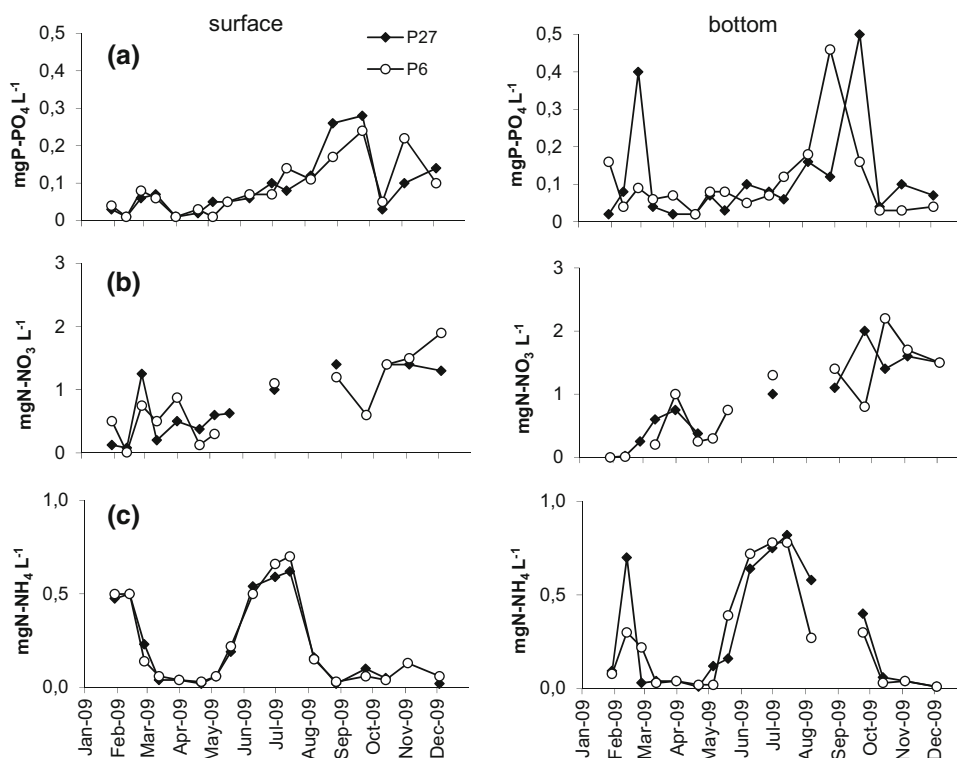 surface
bottom
(a)
P27
P6
mgP-PO4 L-1
0,5
0,4
0,3
0,2
0,1
0
mgP-PO4 L-1
0,5
0,4
0,3
0,2
0,1
0
(b)
mgN-NO3 L-1
3
2
1
0
mgN-NO3 L-1
3
2
1
0
(c)
mgN-NH4 L-1
1,0
0,5
0,0
mgN-NH4 L-1
1,0
0,5
0,0
Jan-09
Feb-09
Mar-09
Apr-09
May-09
Jun-09
Jul-09
Aug-09
Sep-09
Oct-09
Nov-09
Dec-09
Jan-09
Feb-09
Mar-09
Apr-09
May-09
Jun-09
Jul-09
Aug-09
Sep-09
Oct-09
Nov-09
Dec-09